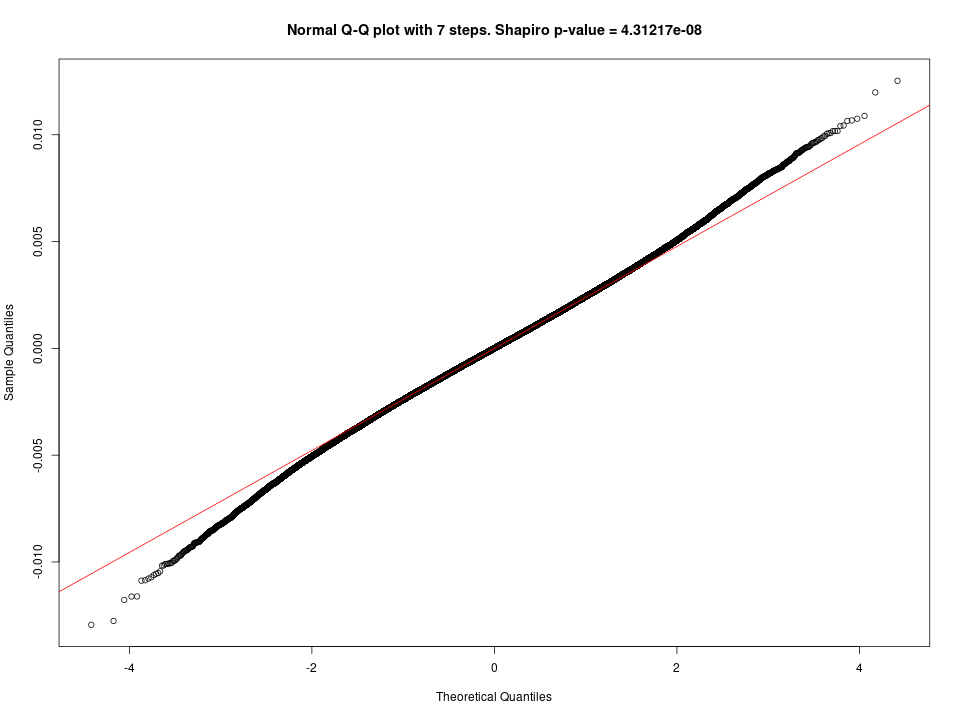 Normal Q-Q plot with 7 steps. Shapiro p-value = 4.31217e-08
Sample Quantiles
0.010
0.005
0.000
-0.005
-0.010
-4 -2 0 2 4
Theoretical Quantiles